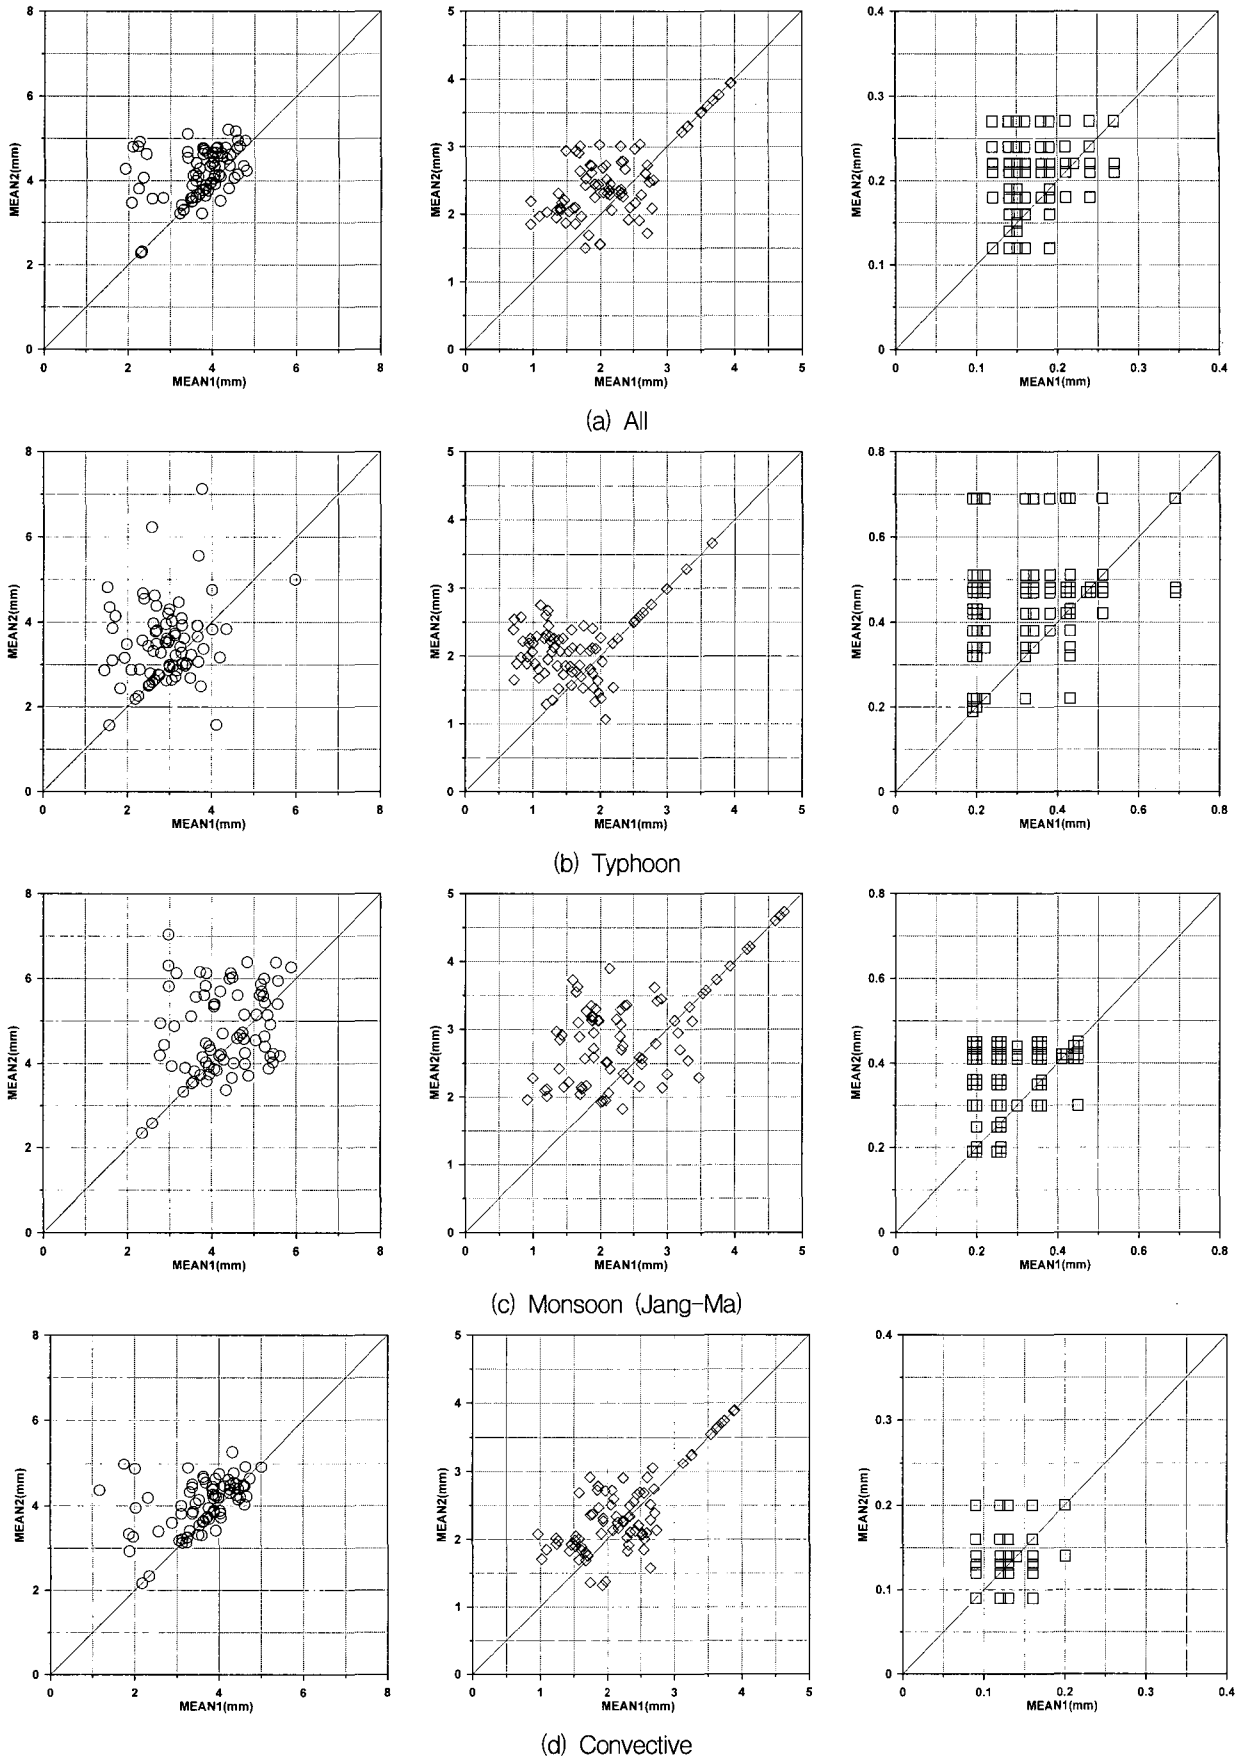 8 5 0.4
6 4 0.3
MEAN2(mm) MEAN2(mm) MEAN2(mm)
4 3 0.2
2 2 0.1
1
0 0 0
0 2 4 6 8 0 1 2 3 4 5 0 0.1 0.2 0.3 0.4
MEAN1(mm) MEAN1(mm) MEAN1(mm)
(a) All
8 5 0.8
6 4 0.6
MEAN2(mm) MEAN2(mm) MEAN2(mm)
4 3 0.4
2 2 0.2
1
0 0 0
0 2 4 6 8 0 1 2 3 4 5 0 0.2 0.4 0.6 0.8
MEAN1(mm) MEAN1(mm) MEAN1(mm)
(b) Typhoon
8 5 0.8
6 4 0.6
MEAN2(mm) MEAN2(mm) MEAN2(mm)
4 3 0.4
2 2 0.2
1
0 0 0
0 2 4 6 8 0 1 2 3 4 5 0 0.2 0.4 0.6 0.8
MEAN1(mm) MEAN1(mm) MEAN1(mm)
(c) Monsoon (Jang-Ma)
8 5 0.4
6 4 0.3
MEAN2(mm) MEAN2(mm) MEAN2(mm)
4 3 0.2
2 2 0.1
1
0 0 0
0 2 4 6 8 0 1 2 3 4 5 0 0.1 0.2 0.3 0.4
MEAN1(mm) MEAN1(mm) MEAN1(mm)
(d) Convective